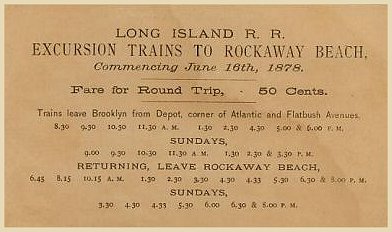 LONG ISLAND R. R.
EXCURSION TRAINS TO ROCKAWAY BEACH,
Commencing June 16th, 1878.
Fare for Round Trip, - 50 Cents.
Trains leave Brooklyn from Depot, corner of Atlantic and Flatbush Avenues,
8.30 9.30 10.30 11.30 A. M. 1.30 2.30 4.30 5.00 & 6.00 P. M.
SUNDAYS,
9.00 9.30 10.30 11.30 A. M. 1.30 2.30 & 3.30 P. M.
RETURNING, LEAVE ROCKAWAY BEACH,
6.45 8.15 10.15 A. M. 1.30 2.30 3.30 4.30 4.33 5.30 6.30 & 8.00 P. M.
SUNDAYS,
3.30 4.30 4.33 5.30 6.00 6.30 & 8.00 P. M.